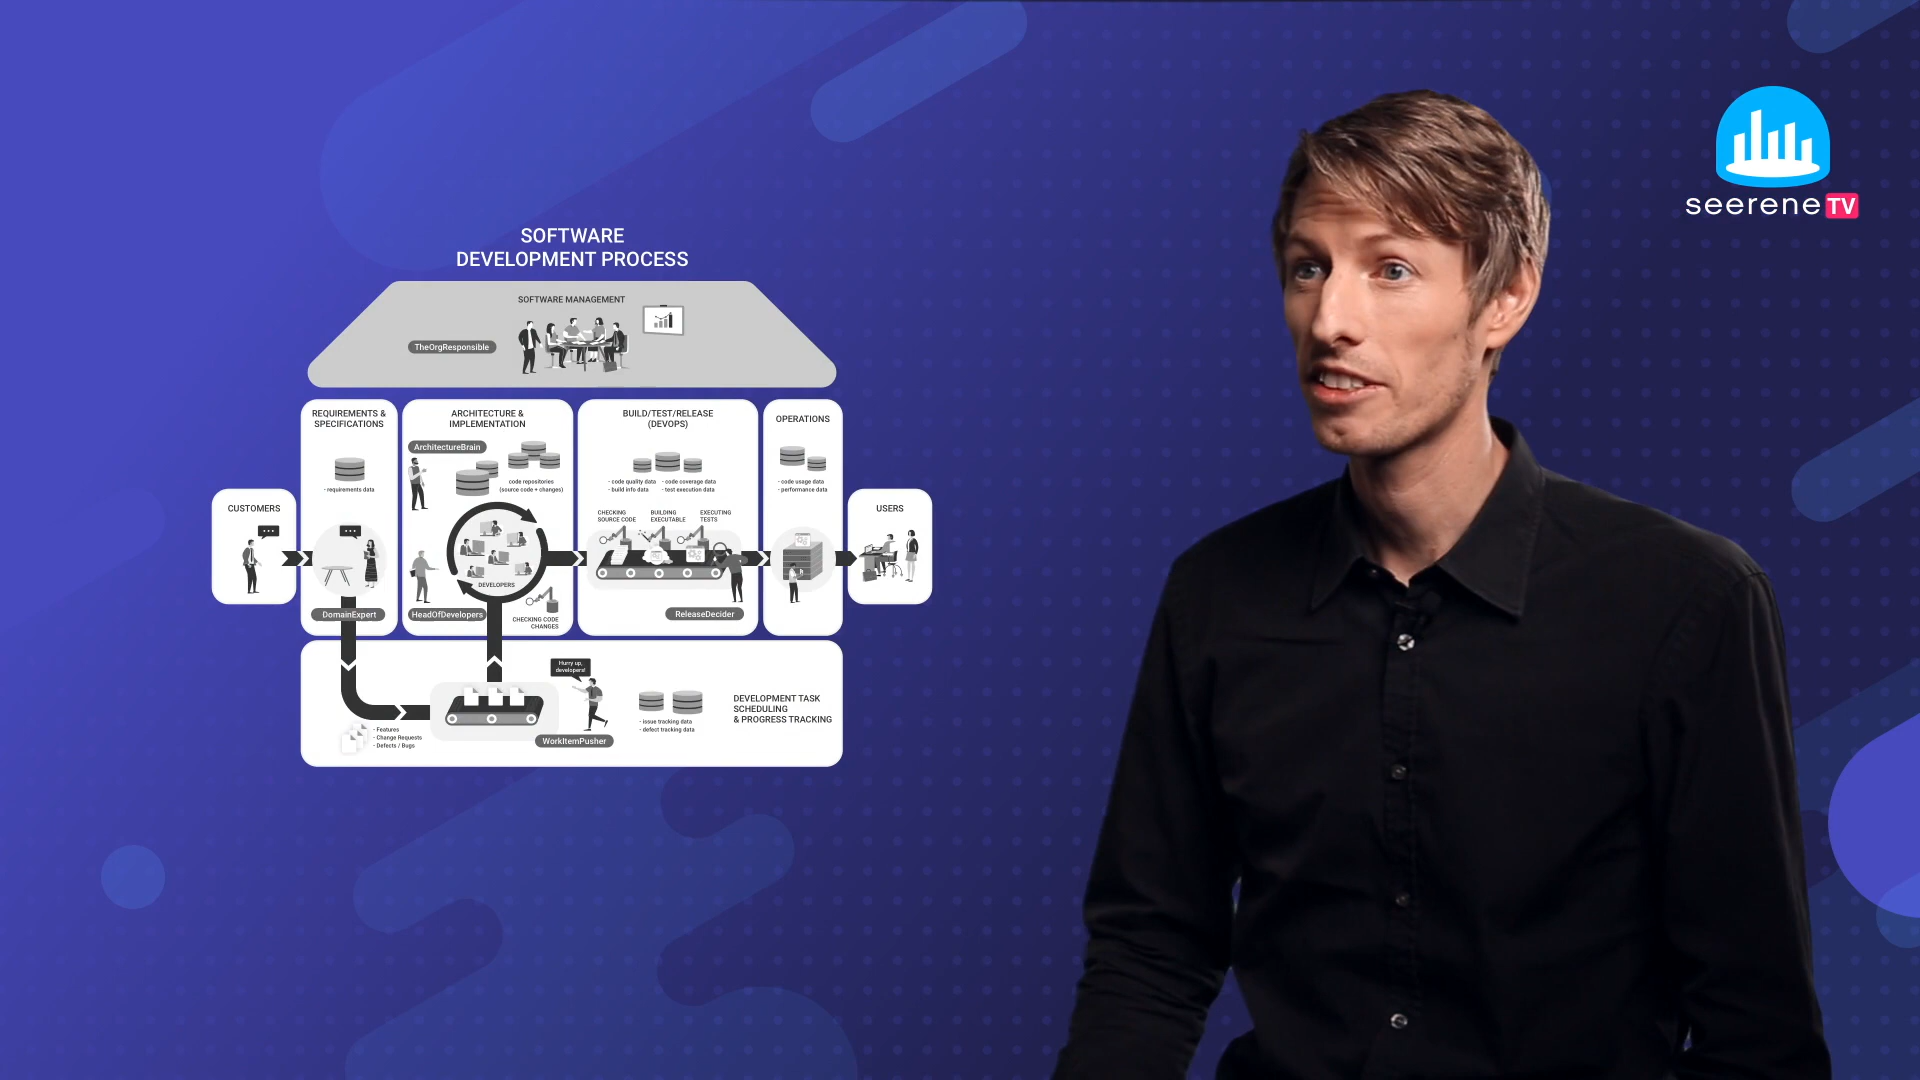 seerene TV
SOFTWARE
DEVELOPMENT PROCESS
SOFTWARE MANAGEMENT
TheOrgResponsible
REQUIREMENTS &
SPECIFICATIONS
- requirements data
DomainExpert
ARCHITECTURE &
IMPLEMENTATION
ArchitectureBrain
code repositories
(source code + changes)
DEVELOPERS
HeadOfDevelopers
CHECKING CODE
CHANGES
BUILD/TEST/RELEASE
(DEVOPS)
- code quality data
- build info data
- code coverage data
- test execution data
CHECKING
SOURCE CODE
BUILDING
EXECUTABLE
EXECUTING
TESTS
ReleaseDecider
OPERATIONS
- code usage data
- performance data
CUSTOMERS
USERS
- Features
- Change Requests
- Defects / Bugs
Hurry up,
developers!
WorkItemPusher
- issue tracking data
- defect tracking data
DEVELOPMENT TASK
SCHEDULING
& PROGRESS TRACKING